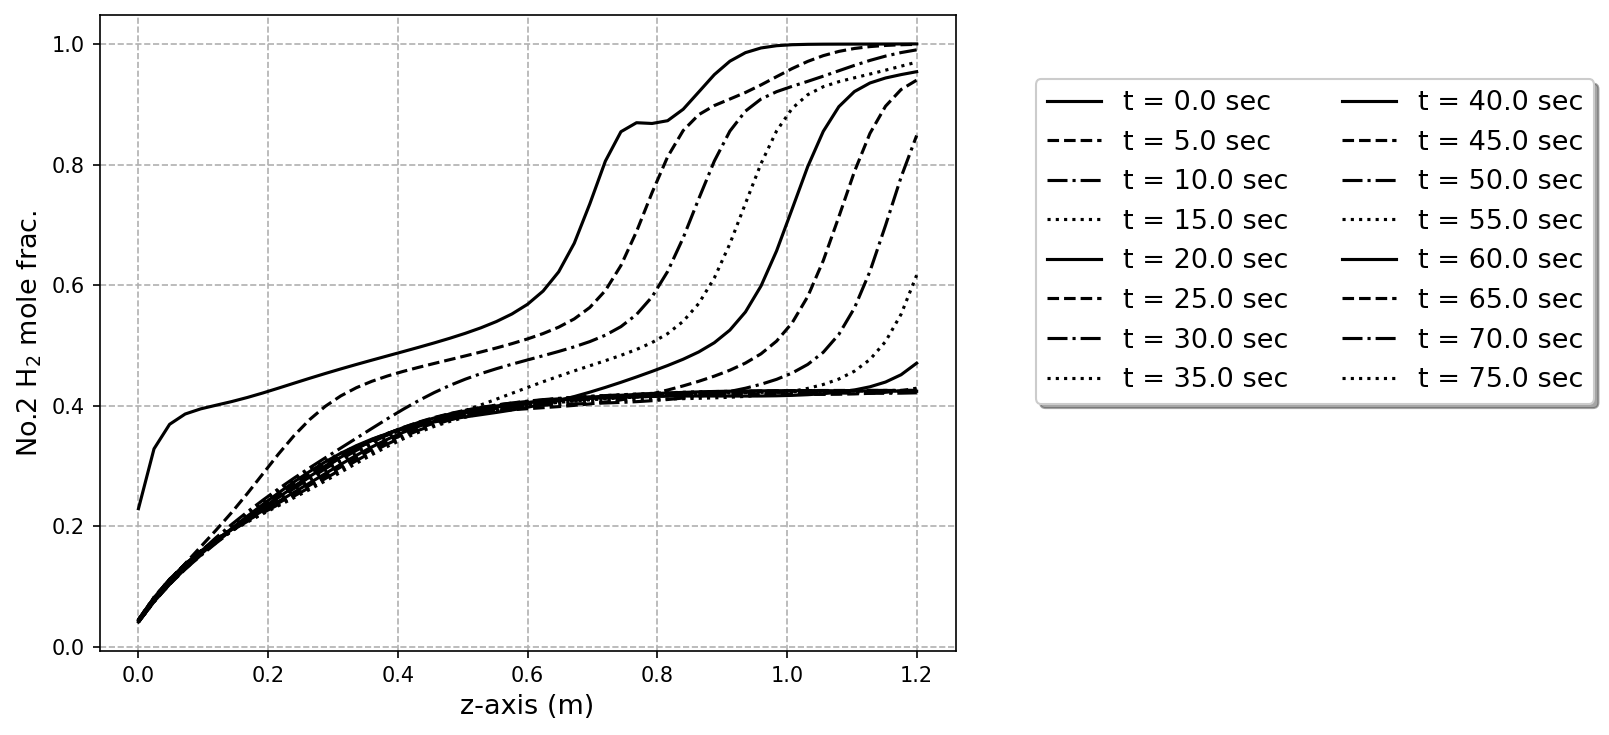 No.2 H₂ mole frac.
1.0
0.8
0.6
0.4
0.2
0.0
0.0 0.2 0.4 0.6 0.8 1.0 1.2
z-axis (m)
t = 0.0 sec
t = 5.0 sec
t = 10.0 sec
t = 15.0 sec
t = 20.0 sec
t = 25.0 sec
t = 30.0 sec
t = 35.0 sec
t = 40.0 sec
t = 45.0 sec
t = 50.0 sec
t = 55.0 sec
t = 60.0 sec
t = 65.0 sec
t = 70.0 sec
t = 75.0 sec